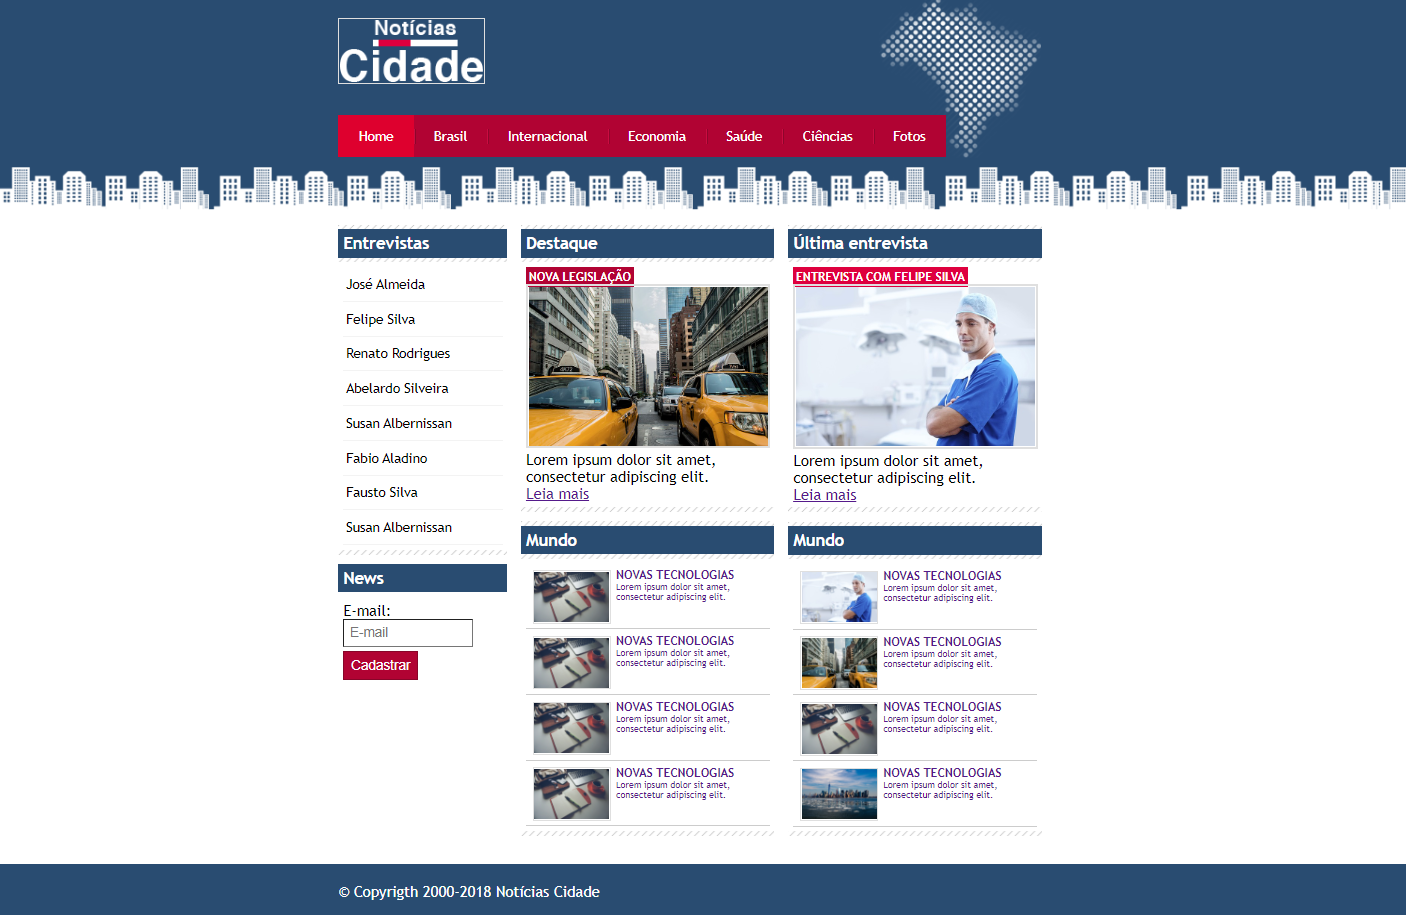 Notícias
Cidade
Home Brasil Internacional Economia Saúde Ciências Fotos
Entrevistas
José Almeida
Felipe Silva
Renato Rodrigues
Abelardo Silveira
Susan Albernissan
Fabio Aladino
Fausto Silva
Susan Albernissan
News
E-mail:
E-mail
Cadastrar
Destaque
NOVA LEGISLAÇÃO
Lorem ipsum dolor sit amet,
consectetur adipiscing elit.
Leia mais
Mundo
NOVAS TECNOLOGIAS
Lorem ipsum dolor sit amet,
consectetur adipiscing elit.
NOVAS TECNOLOGIAS
Lorem ipsum dolor sit amet,
consectetur adipiscing elit.
NOVAS TECNOLOGIAS
Lorem ipsum dolor sit amet,
consectetur adipiscing elit.
NOVAS TECNOLOGIAS
Lorem ipsum dolor sit amet,
consectetur adipiscing elit.
Última entrevista
ENTREVISTA COM FELIPE SILVA
Lorem ipsum dolor sit amet,
consectetur adipiscing elit.
Leia mais
Mundo
NOVAS TECNOLOGIAS
Lorem ipsum dolor sit amet,
consectetur adipiscing elit.
NOVAS TECNOLOGIAS
Lorem ipsum dolor sit amet,
consectetur adipiscing elit.
NOVAS TECNOLOGIAS
Lorem ipsum dolor sit amet,
consectetur adipiscing elit.
NOVAS TECNOLOGIAS
Lorem ipsum dolor sit amet,
consectetur adipiscing elit.
© Copyrigth 2000-2018 Notícias Cidade